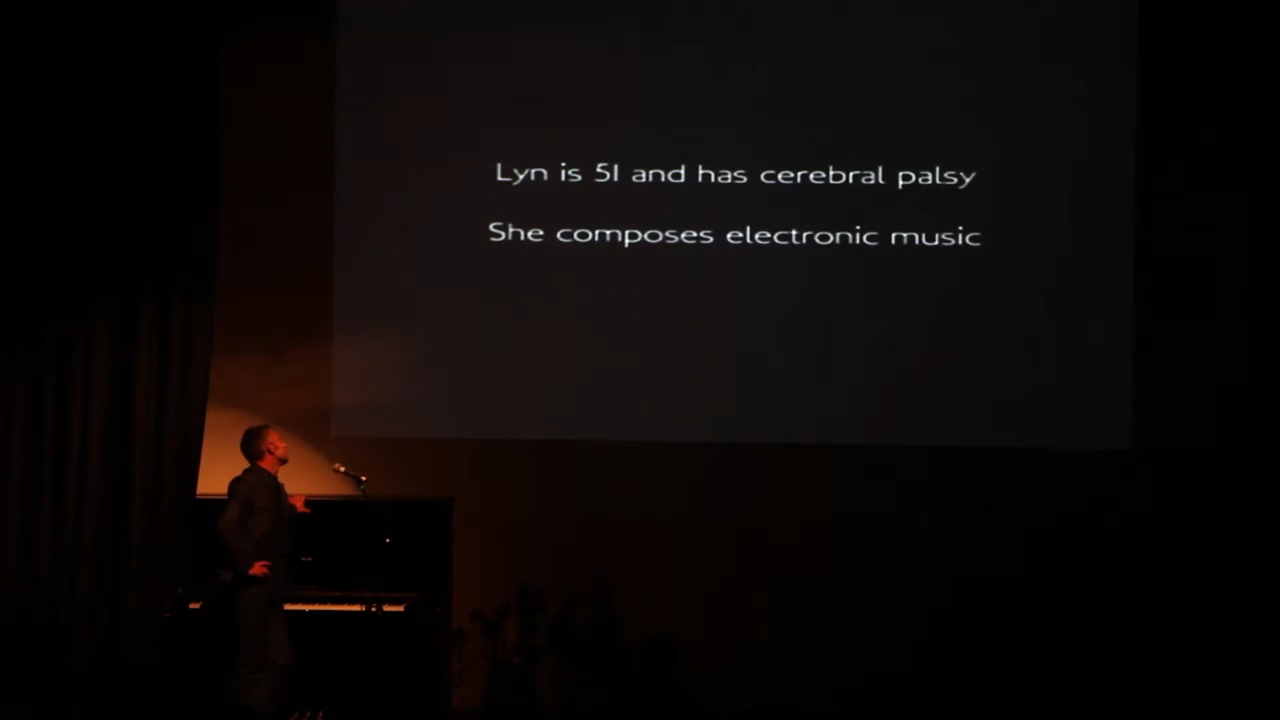 Lyn is 51 and has cerebral palsy
She composes electronic music